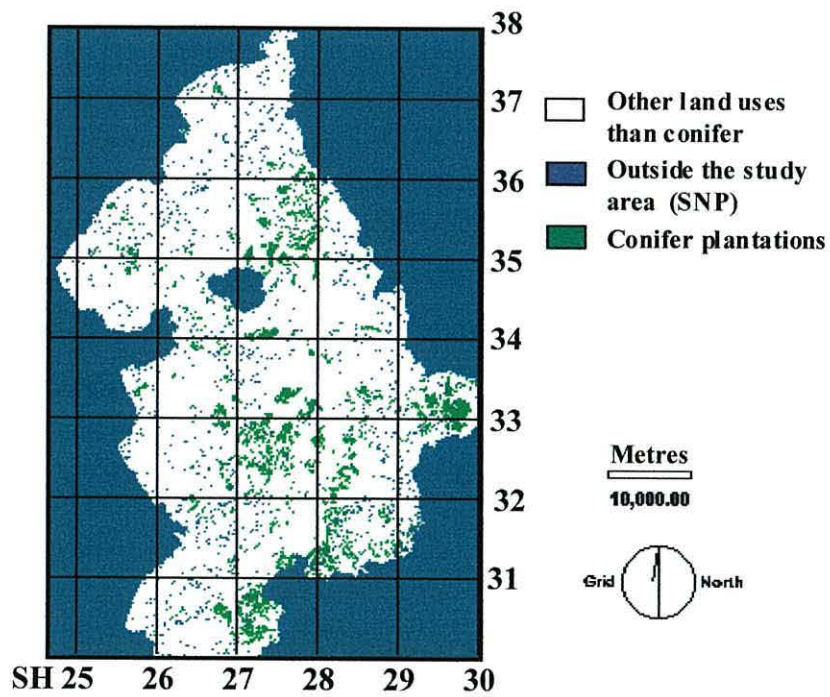 38
37
36
35
34
33
32
31
SH 25 26 27 28 29 30
Other land uses
than conifer
Outside the study
area (SNP)
Conifer plantations
Metres
10,000.00
Grid North